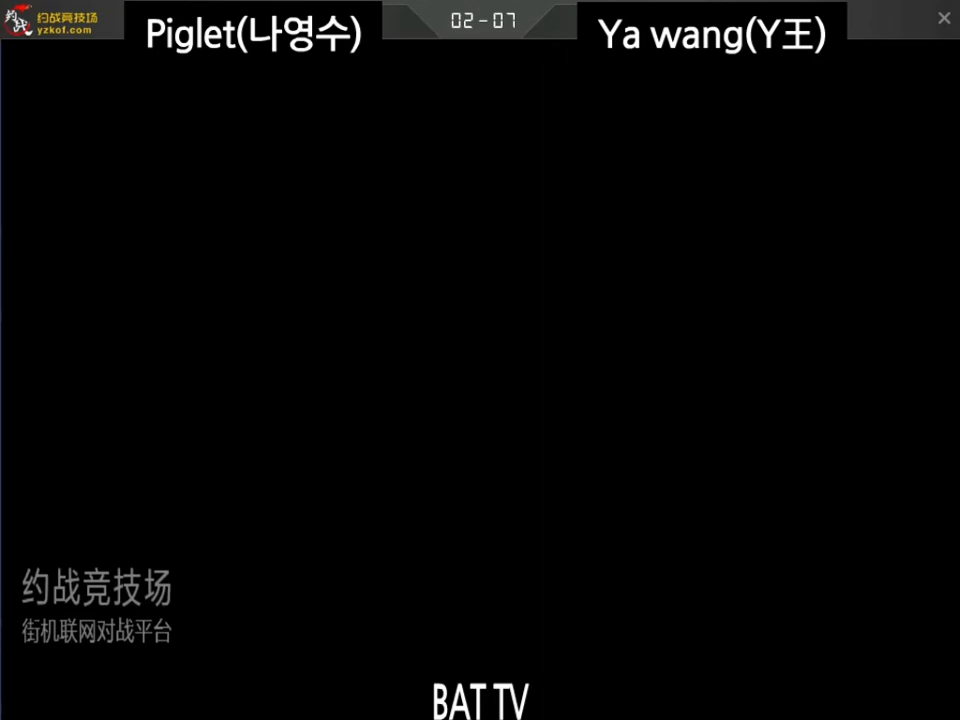 约战竞技场
yzkof.com
Piglet(나영수)
02-07
Ya wang(Y王)
约战竞技场
街机联网对战平台
BAT TV